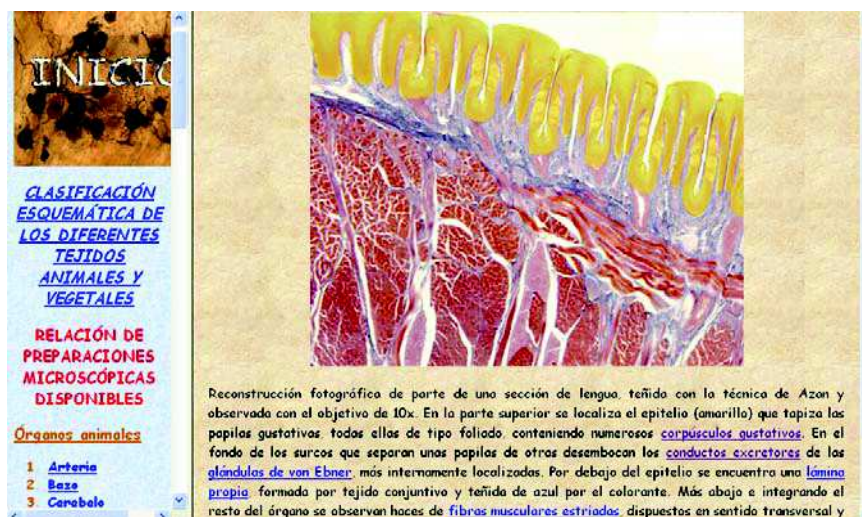 INICIO
CLASIFICACIÓN
ESQUEMÁTICA DE
LOS DIFERENTES
TEJIDOS
ANIMALES Y
VEGETALES
RELACIÓN DE
PREPARACIONES
MICROSCÓPICAS
DISPONIBLES
Órganos animales
1 Arteria
2 Bazo
3. Cerebelo
Reconstrucción fotográfica de parte de una sección de lengua, teñida con la técnica de Azan y
observada con el objetivo de 10x. En la parte superior se localiza el epitelio (amarillo) que tapiza las
papilas gustativas, todas ellas de tipo foliado, conteniendo numerosos corpúsculos gustativos. En el
fondo de los surcos que separan unas papilas de otras desembocan los conductos excretores de las
glándulas de von Ebner, más internamente localizadas. Por debajo del epitelio se encuentra una lámina
propia, formada por tejido conjuntivo y teñida de azul por el colorante. Más abajo e integrando el
resto del órgano se observan haces de fibras musculares estriadas, dispuestos en sentido transversal y